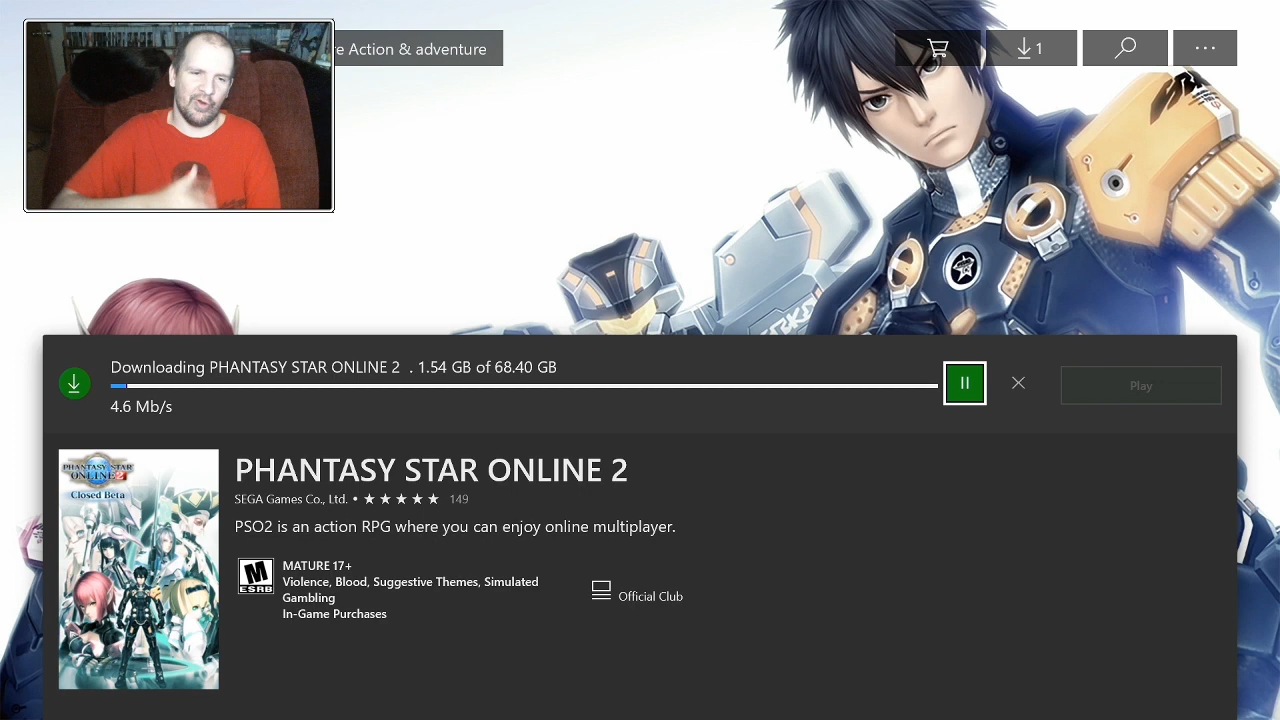 re Action & adventure
1
Downloading PHANTASY STAR ONLINE 2 . 1.54 GB of 68.40 GB
4.6 Mb/s
Play
PHANTASY STAR
ONLINE 2
Closed Beta
PHANTASY STAR ONLINE 2
SEGA Games Co., Ltd. • ★ ★ ★ ★ ★ 149
PSO2 is an action RPG where you can enjoy online multiplayer.
M
ESRB
MATURE 17+
Violence, Blood, Suggestive Themes, Simulated
Gambling
In-Game Purchases
Official Club